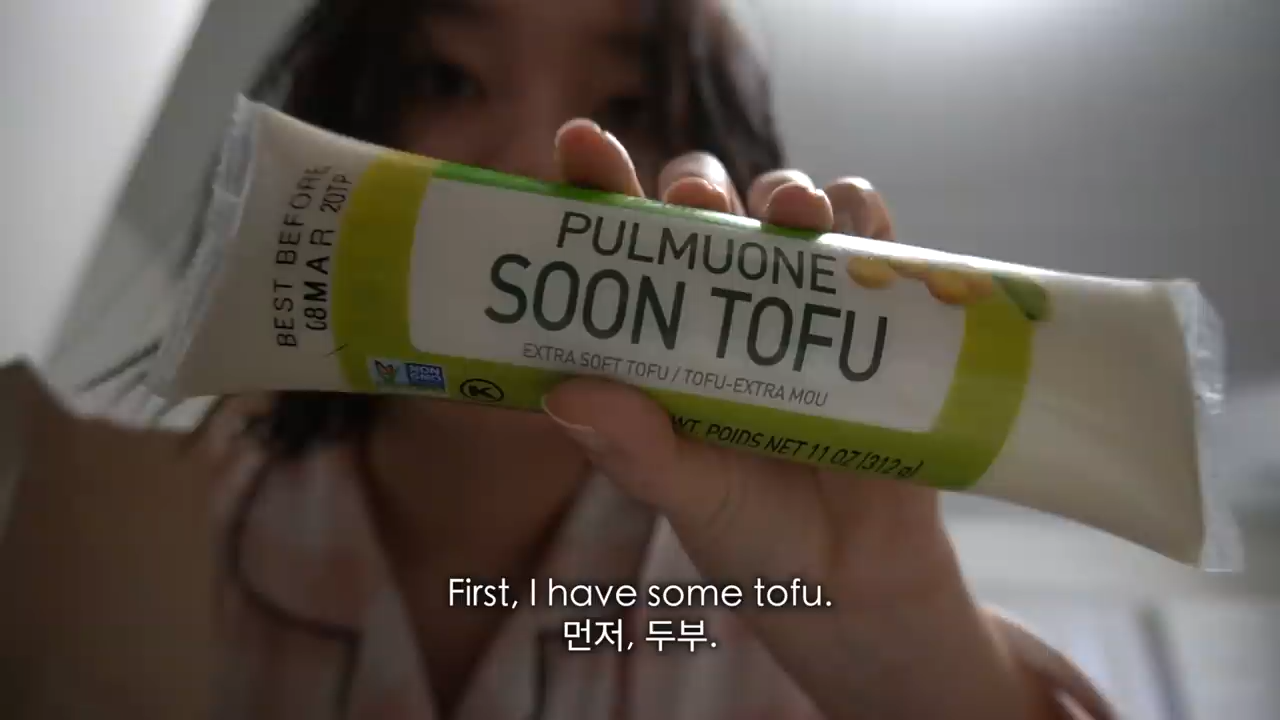 BEST BEFORE
08MAR 20TP
PULMUONE
SOON TOFU
EXTRA SOFT TOFU / TOFU-EXTRA MOU
NON
GMO
K
WT. POIDS NET 11 OZ (312 g)
First, I have some tofu.
먼저, 두부.